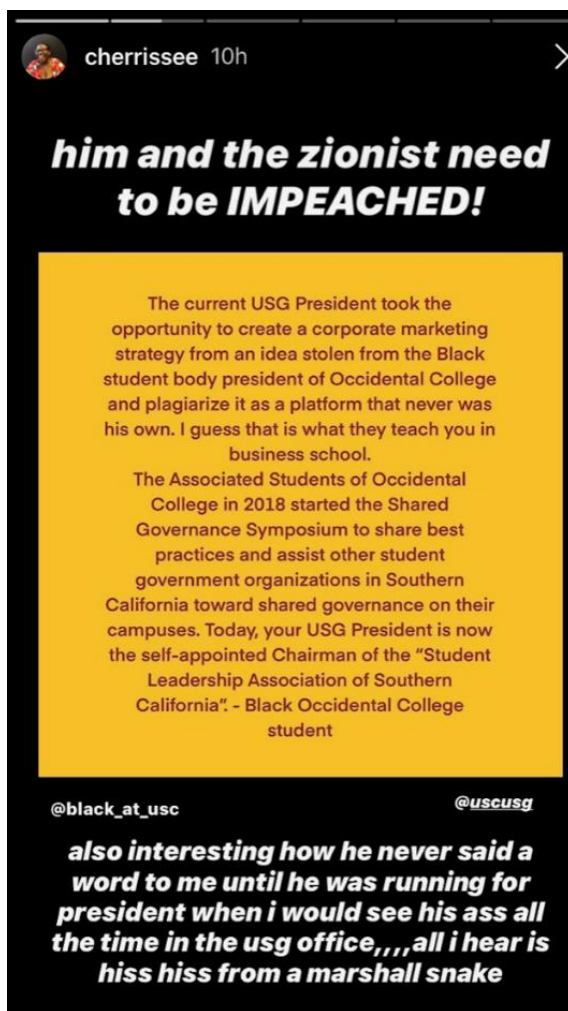 cherrissee 10h
him and the zionist need
to be IMPEACHED!
The current USG President took the
opportunity to create a corporate marketing
strategy from an idea stolen from the Black
student body president of Occidental College
and plagiarize it as a platform that never was
his own. I guess that is what they teach you in
business school.
The Associated Students of Occidental
College in 2018 started the Shared
Governance Symposium to share best
practices and assist other student
government organizations in Southern
California toward shared governance on their
campuses. Today, your USG President is now
the self-appointed Chairman of the “Student
Leadership Association of Southern
California”. - Black Occidental College
student
@black_at_usc
@uscusg
also interesting how he never said a
word to me until he was running for
president when i would see his ass all
the time in the usg office,,,,all i hear is
hiss hiss from a marshall snake